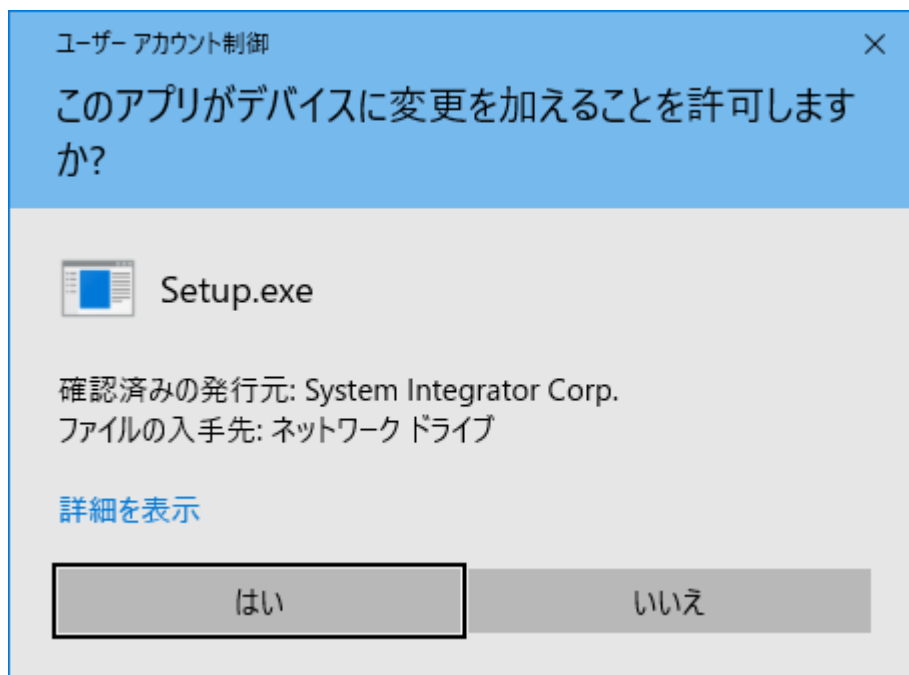 ユーザー アカウント制御
このアプリがデバイスに変更を加えることを許可します
か?
Setup.exe
確認済みの発行元: System Integrator Corp.
ファイルの入手先: ネットワーク ドライブ
詳細を表示
はい
いいえ